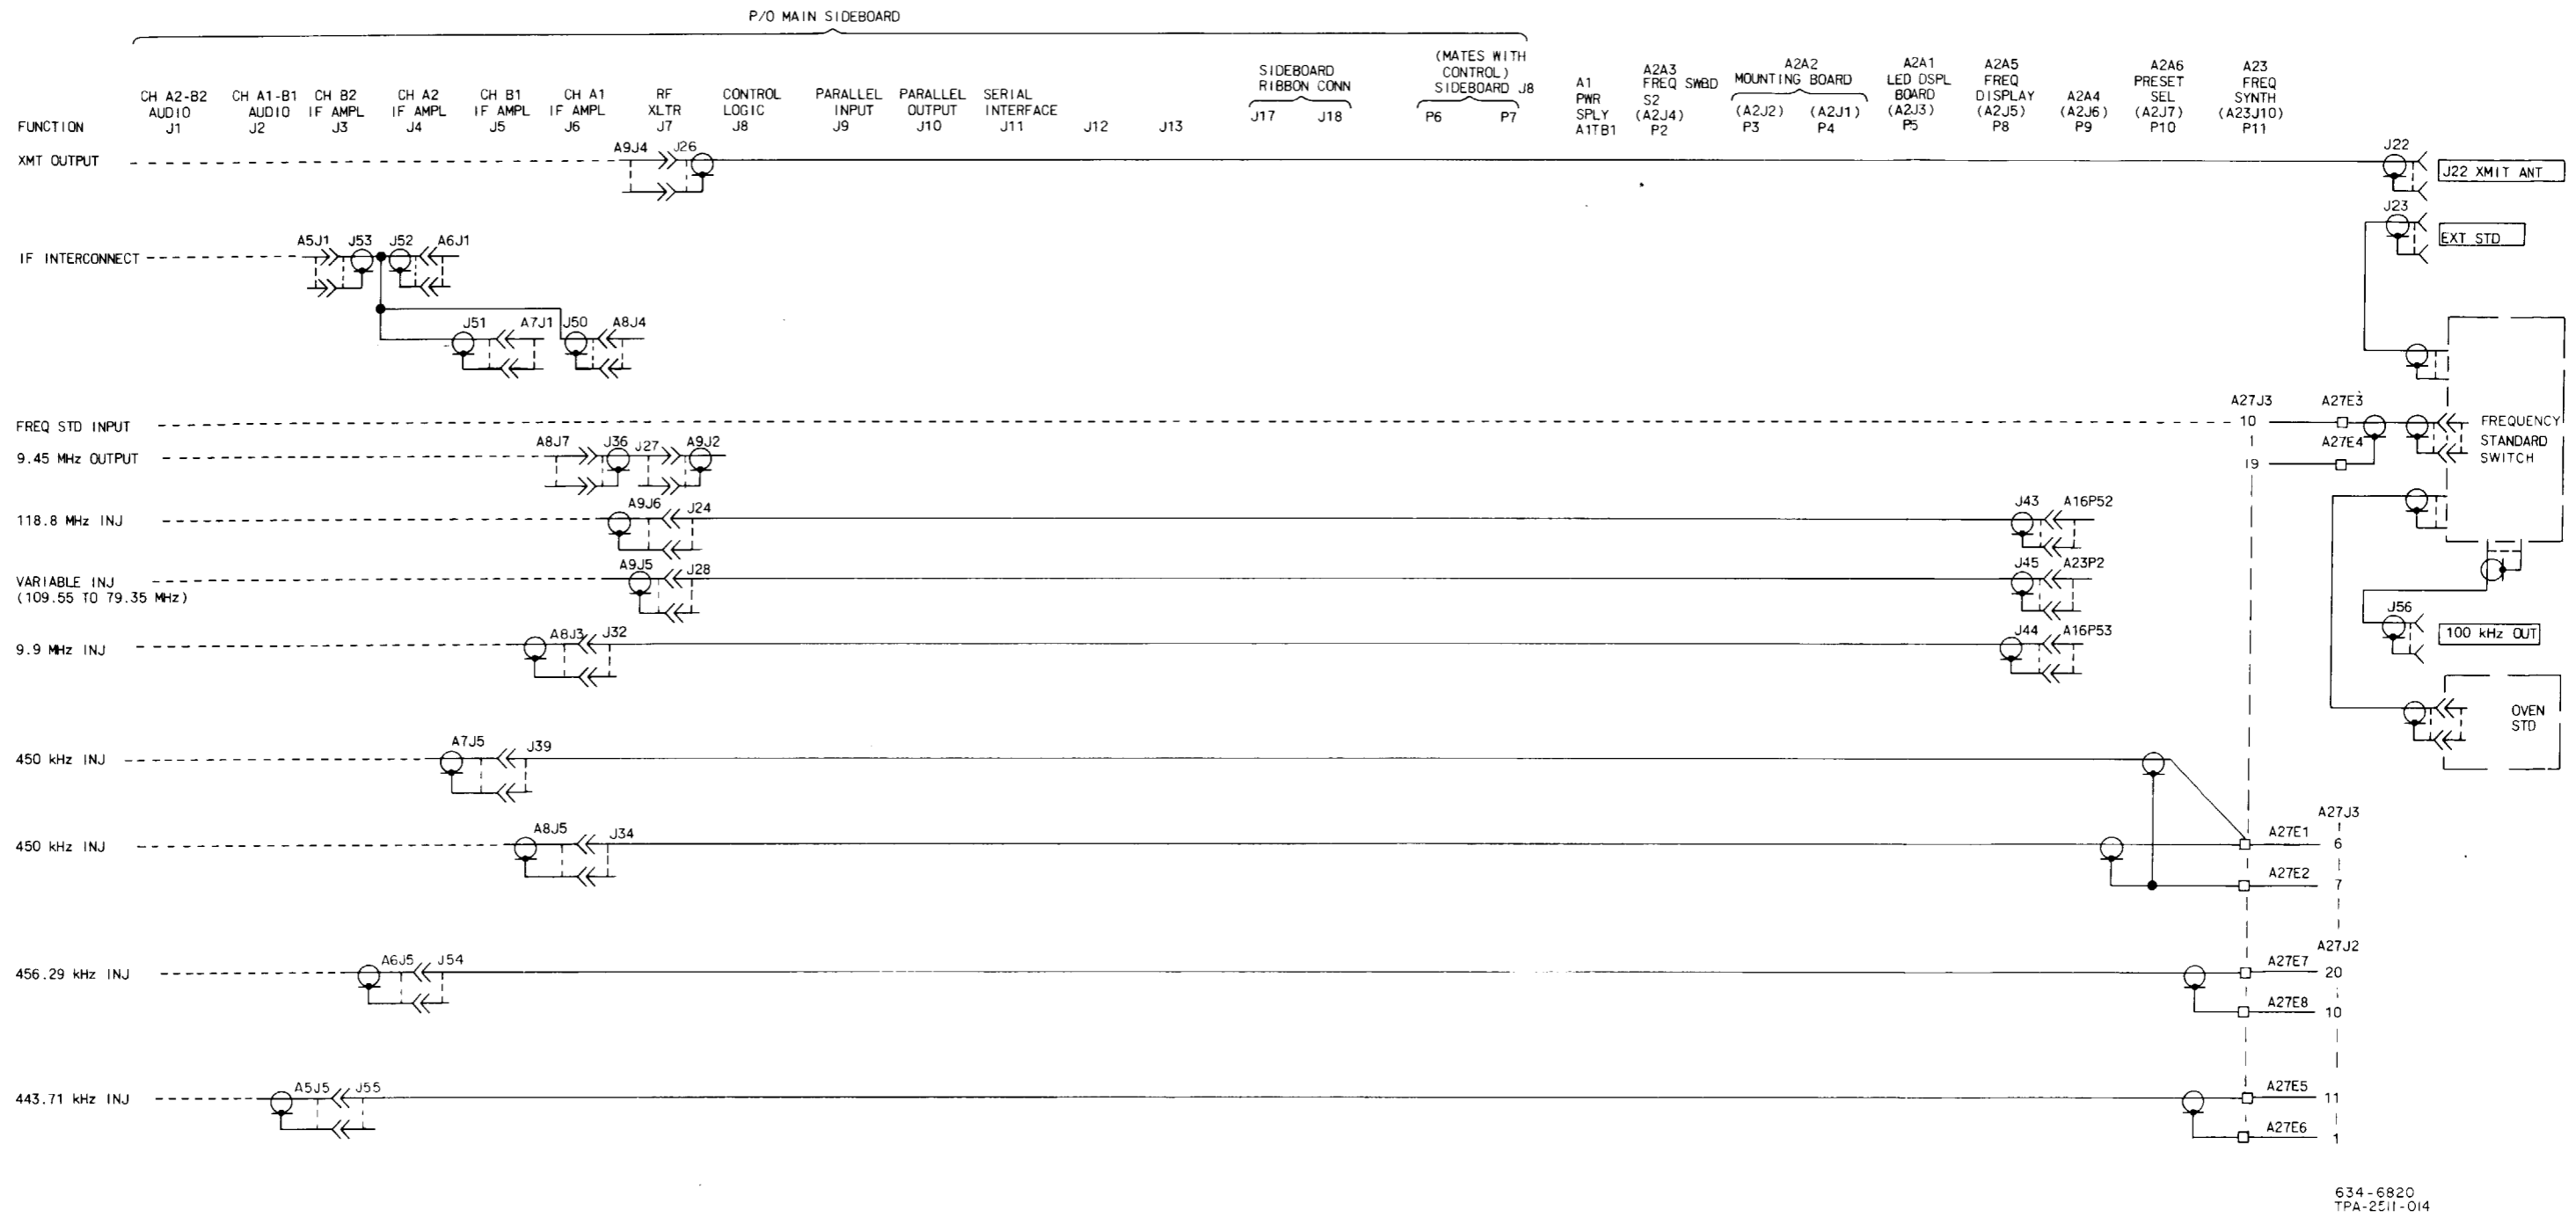 P/O MAIN SIDEBOARD
FUNCTION
CH A2-B2
AUDIO
J1
CH A1-B1
AUDIO
J2
CH B2
IF AMPL
J3
CH A2
IF AMPL
J4
CH B1
IF AMPL
J5
CH A1
IF AMPL
J6
RF
XLTR
J7
CONTROL
LOGIC
J8
PARALLEL
INPUT
J9
PARALLEL
OUTPUT
J10
SERIAL
INTERFACE
J11
J12
J13
SIDEBOARD
RIBBON CONN
J17
J18
(MATES WITH
CONTROL)
SIDEBOARD J8
P6
P7
A1
PWR
SPLY
A1TB1
A2A3
FREQ SWBD
S2
(A2J4)
P2
A2A2
MOUNTING BOARD
(A2J2)
P3
(A2J1)
P4
A2A1
LED DSPL
BOARD
(A2J3)
P5
A2A5
FREQ
DISPLAY
(A2J5)
P8
A2A4
(A2J6)
P9
A2A6
PRESET
SEL
(A2J7)
P10
A23
FREQ
SYNTH
(A23J10)
P11
XMT OUTPUT
A9J4
J26
J22
J22 XMIT ANT
J23
EXT STD
IF INTERCONNECT
A5J1
J53
J52
A6J1
J51
A7J1
J50
A8J4
FREQ STD INPUT
A27J3
10
A27E3
A27E4
19
FREQUENCY
STANDARD
SWITCH
9.45 MHz OUTPUT
A8J7
J36
J27
A9J2
118.8 MHz INJ
A9J6
J24
J43
A16P52
VARIABLE INJ
(109.55 TO 79.35 MHz)
A9J5
J28
J45
A23P2
9.9 MHz INJ
A8J3
J32
J44
A16P53
J56
100 kHz OUT
OVEN
STD
450 kHz INJ
A7J5
J39
A27J3
450 kHz INJ
A8J5
J34
A27E1
6
A27E2
7
A27J2
456.29 kHz INJ
A6J5
J54
A27E7
20
A27E8
10
443.71 kHz INJ
A5J5
J55
A27E5
11
A27E6
1
634-6820
TPA-2511-014